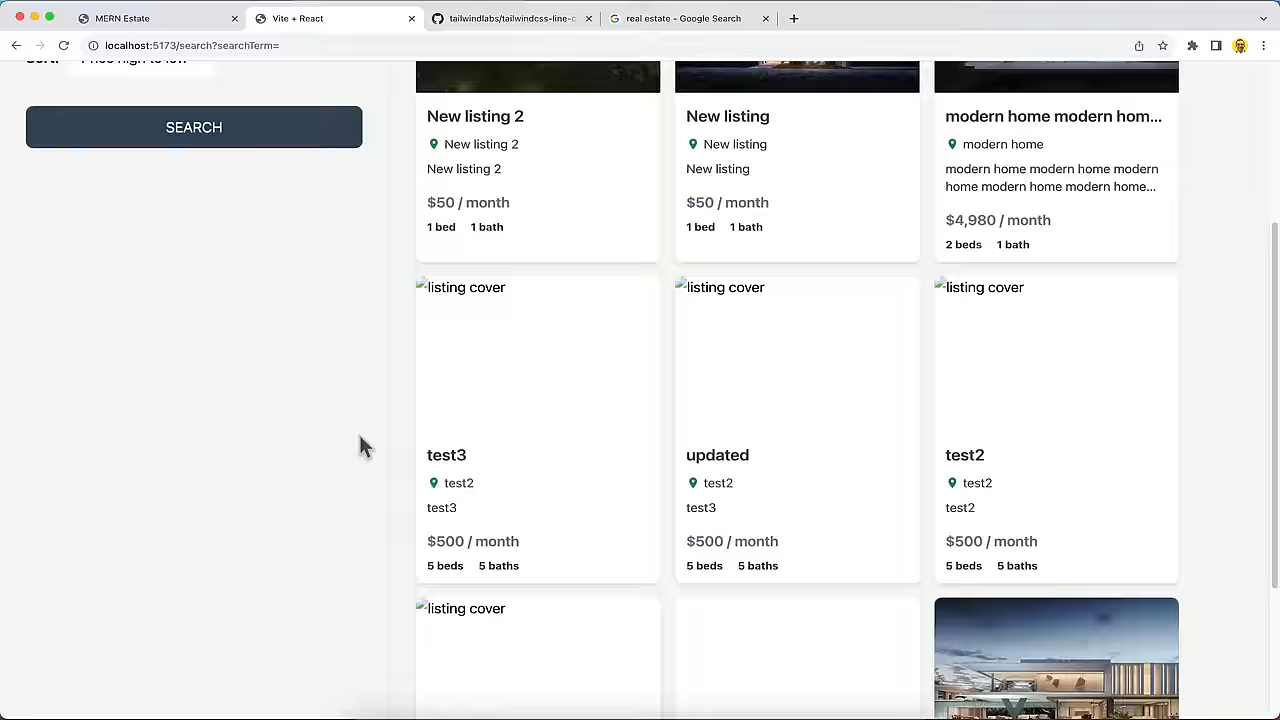 MERN Estate
Vite + React
tailwindlabs/tailwindcss-line-c
real estate - Google Search
localhost:5173/search?searchTerm=
SEARCH
New listing 2
New listing 2
New listing 2
$50 / month
1 bed 1 bath
New listing
New listing
New listing
$50 / month
1 bed 1 bath
modern home modern hom...
modern home
modern home modern home modern
home modern home modern home...
$4,980 / month
2 beds 1 bath
listing cover
test3
test2
test3
$500 / month
5 beds 5 baths
listing cover
updated
test2
test3
$500 / month
5 beds 5 baths
listing cover
test2
test2
test2
$500 / month
5 beds 5 baths
listing cover